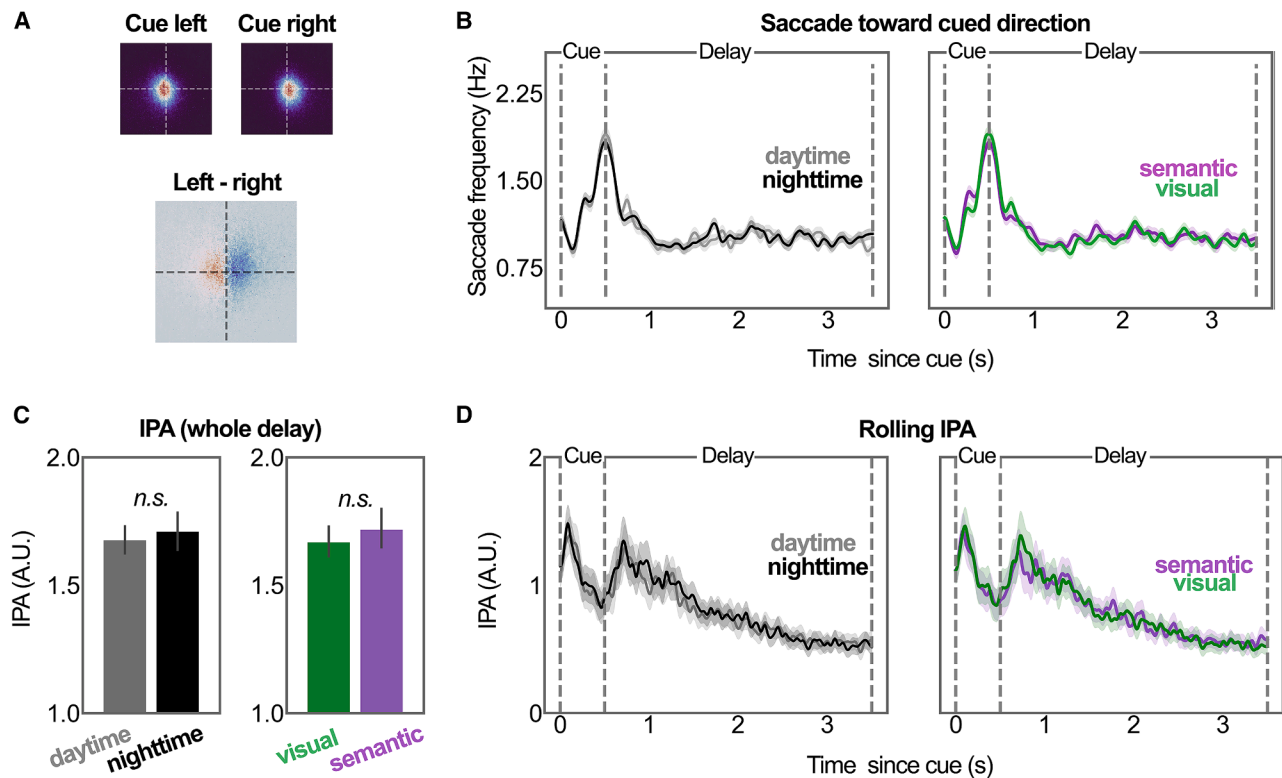 A
Cue left
Cue right
Left - right
B
Saccade toward cued direction
Saccade frequency (Hz)
2.25
1.50
0.75
Cue
Delay
daytime
nighttime
0
1
2
3
Cue
Delay
semantic
visual
0
1
2
3
Time since cue (s)
C
IPA (whole delay)
IPA (A.U.)
2.0
1.5
1.0
n.s.
daytime
nighttime
2.0
1.5
1.0
n.s.
visual
semantic
D
Rolling IPA
IPA (A.U.)
2
1
0
Cue
Delay
daytime
nighttime
0
1
2
3
Cue
Delay
semantic
visual
0
1
2
3
Time since cue (s)